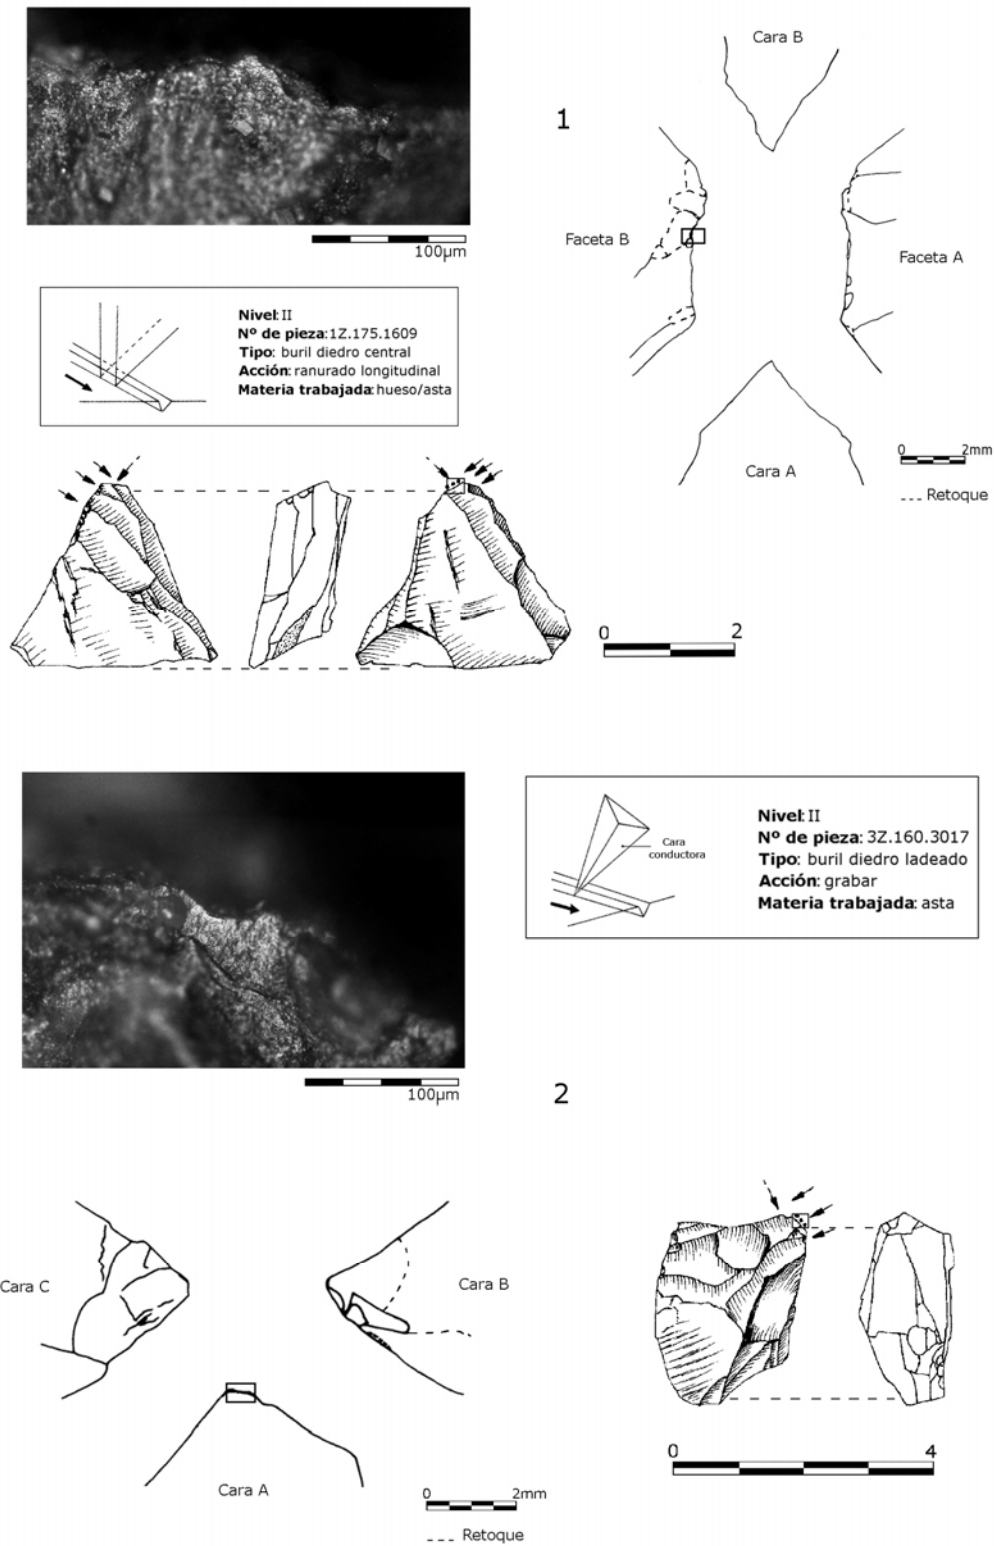 Cara B
1
100µm
Faceta B
Faceta A
Nivel: II
Nº de pieza: 1Z.175.1609
Tipo: buril diedro central
Acción: ranurado longitudinal
Materia trabajada: hueso/asta
Cara A
0 2mm
--- Retoque
0 2
Cara
conductora
Nivel: II
Nº de pieza: 3Z.160.3017
Tipo: buril diedro ladeado
Acción: grabar
Materia trabajada: asta
100µm
2
Cara C
Cara B
Cara A
0 2mm
--- Retoque
0 4